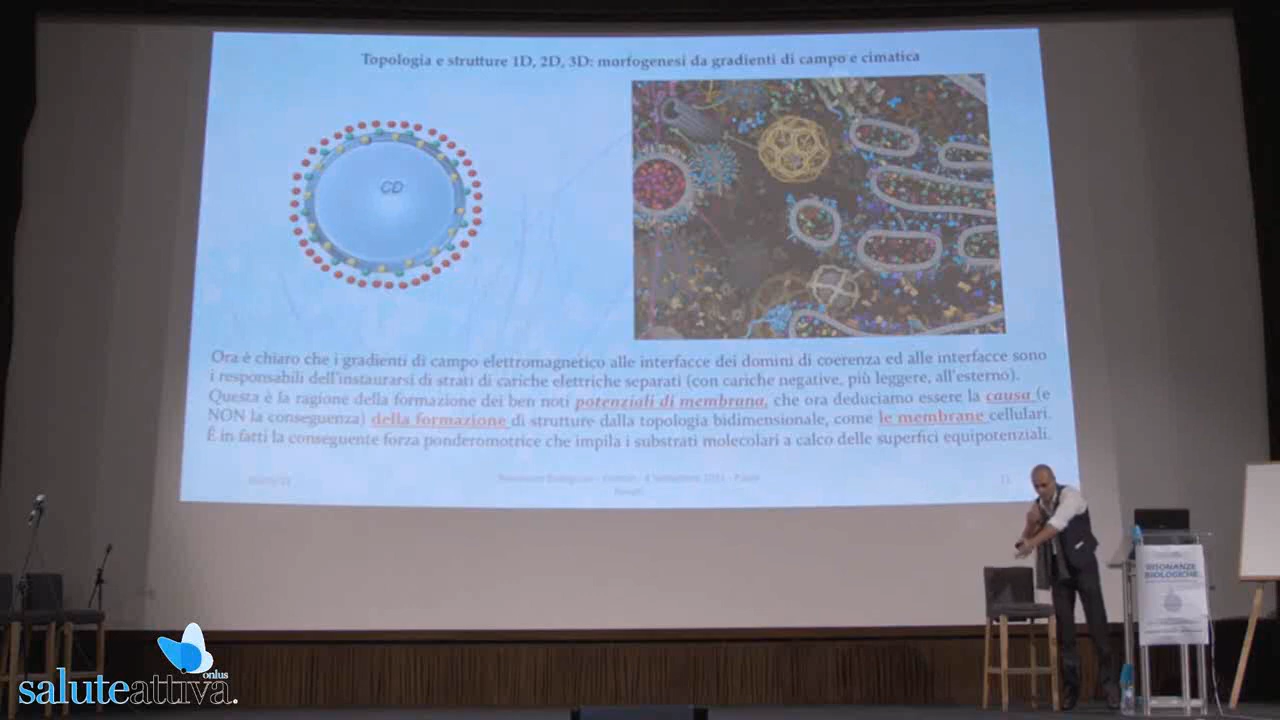 Topologia e strutture 1D, 2D, 3D: morfogenesi da gradienti di campo e cimatica
CD
Ora è chiaro che i gradienti di campo elettromagnetico alle interfacce dei domini di coerenza ed alle interfacce sono
i responsabili dell'instaurarsi di strati di cariche elettriche separati (con cariche negative, più leggere, all'esterno).
Questa è la ragione della formazione dei ben noti potenziali di membrana, che ora deduciamo essere la causa (e
NON la conseguenza) della formazione di strutture dalla topologia bidimensionale, come le membrane cellulari.
È in fatti la conseguente forza ponderomotrice che impila i substrati molecolari a calco delle superfici equipotenziali.
RISONANZE
BIOLOGICHE
onlus
saluteattiva.